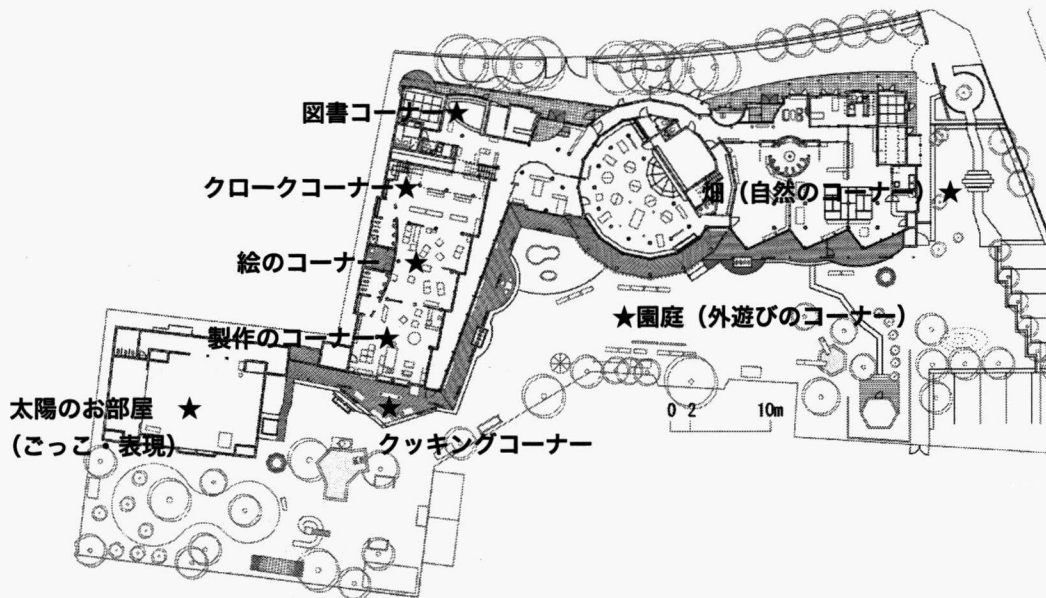 図書コーナー
クロークコーナー
畑(自然のコーナー)
絵のコーナー
園庭(外遊びのコーナー)
製作のコーナー
太陽のお部屋
(ごっこ・表現)
クッキングコーナー
0 2 10m